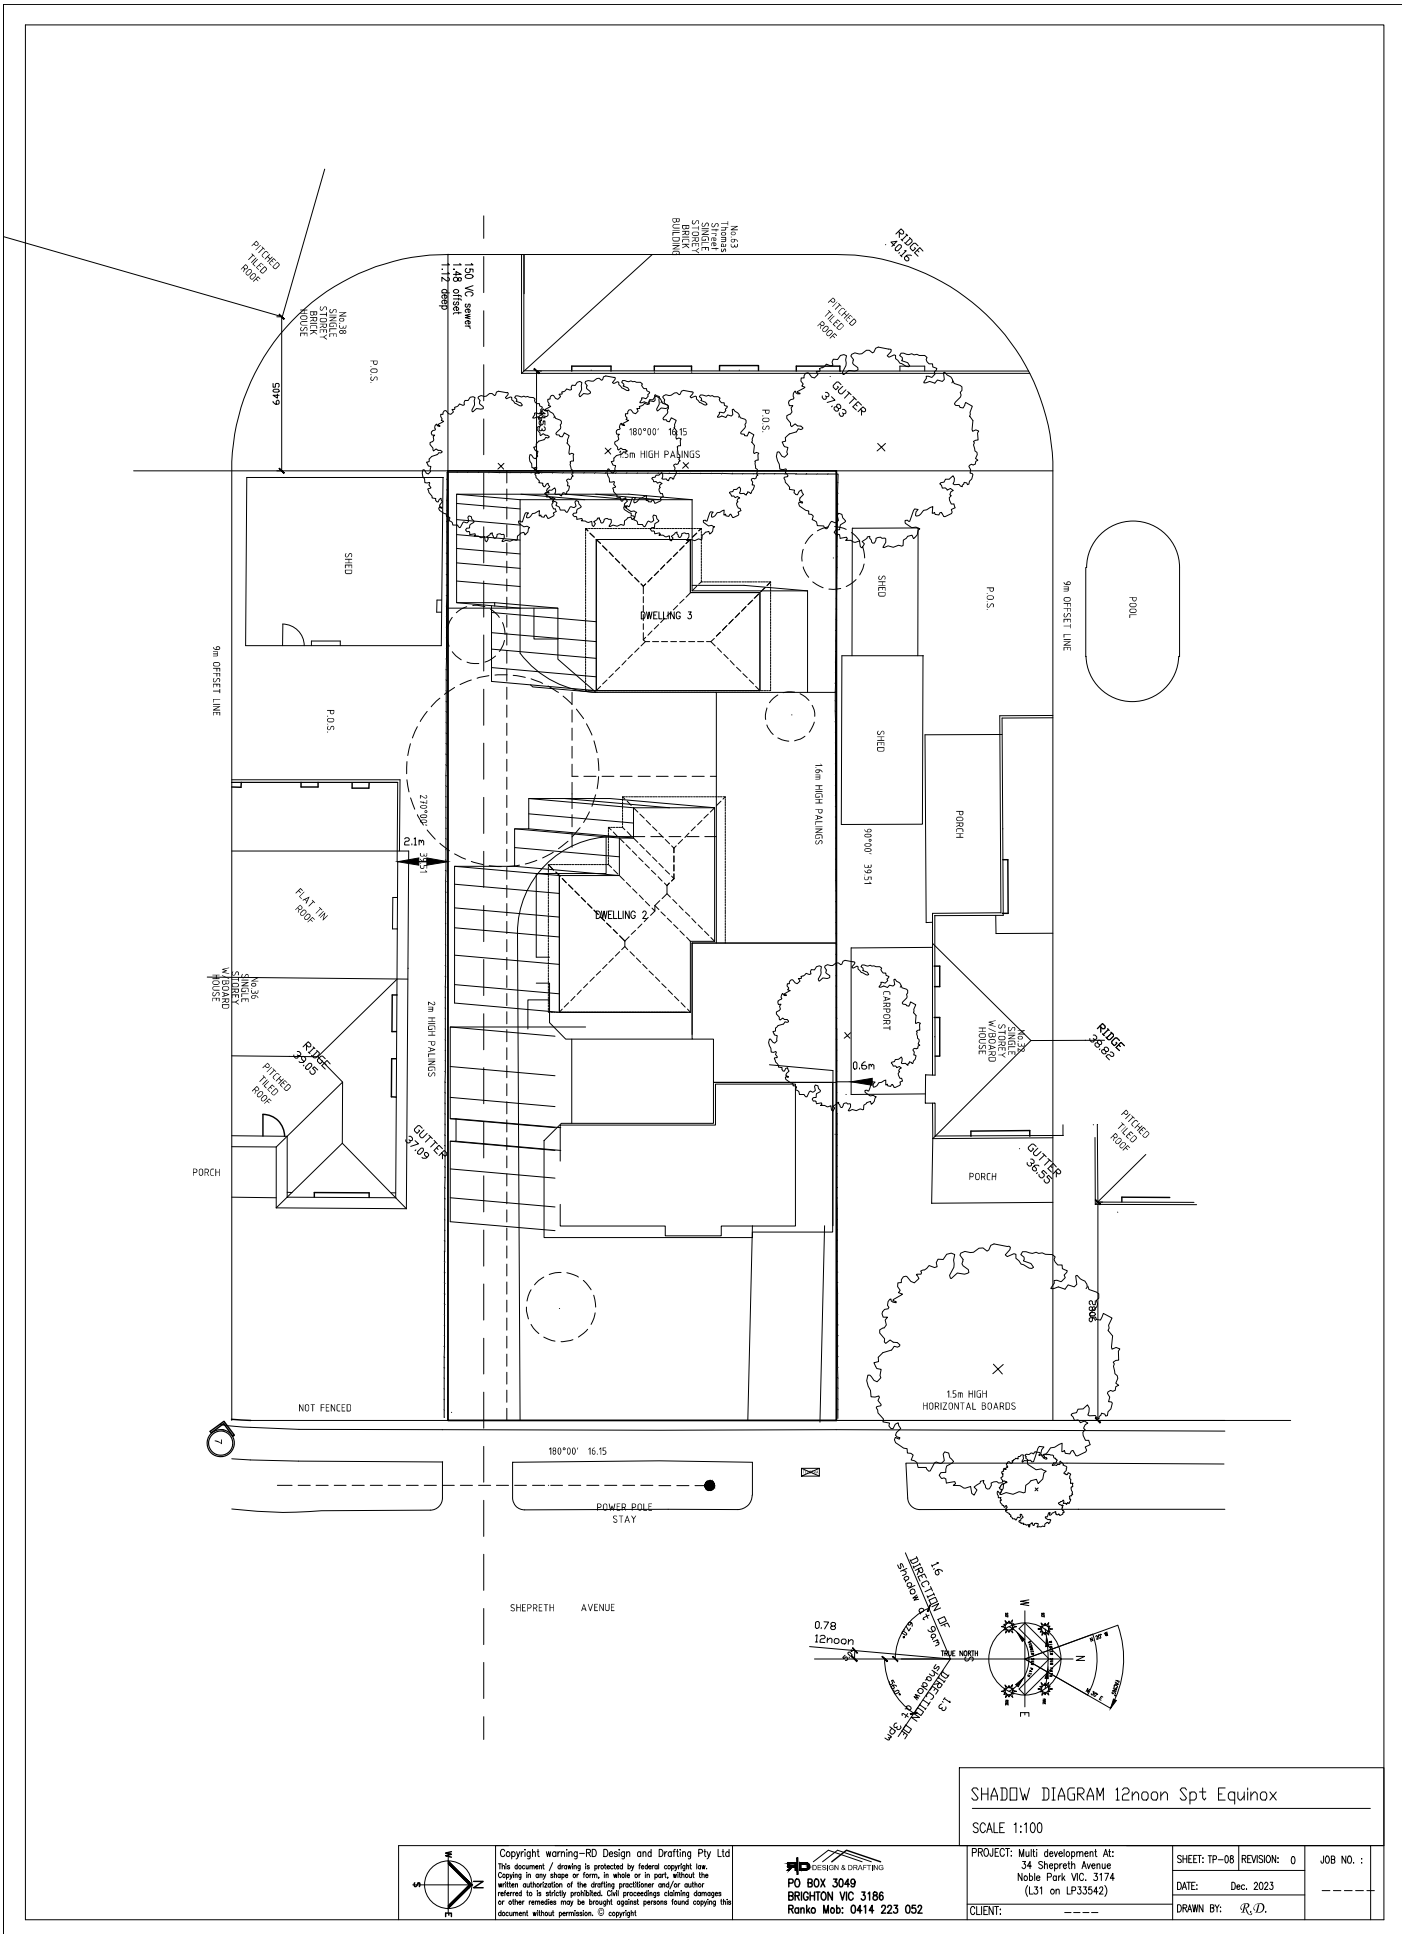 No.63
Thomas
Street
SINGLE
STOREY
BRICK
BUILDING
RIDGE
40.16
PITCHED
TILED
ROOF
150 VC sewer
1.48 offset
1.12 deep
No.38
SINGLE
STOREY
BRICK
HOUSE
PITCHED
TILED
ROOF
P.O.S.
6405
GUTTER
37.83
P.O.S.
180°00' 16.15
1.5m HIGH PALINGS
SHED
SHED
P.O.S.
9m OFFSET LINE
POOL
DWELLING 3
9m OFFSET LINE
P.O.S.
SHED
1.6m HIGH PALINGS
270°00' 39.51
2.1m
PORCH
90°00' 39.51
FLAT TIN
ROOF
DWELLING 2
No.36
SINGLE
STOREY
W/BOARD
HOUSE
2m HIGH PALINGS
CARPORT
No.32
SINGLE
STOREY
W/BOARD
HOUSE
RIDGE
38.82
RIDGE
39.05
PITCHED
TILED
ROOF
0.6m
GUTTER
37.09
PITCHED
TILED
ROOF
GUTTER
36.55
PORCH
PORCH
9082
1.5m HIGH
HORIZONTAL BOARDS
NOT FENCED
7
180°00' 16.15
POWER POLE
STAY
SHEPRETH AVENUE
1.6
DIRECTION OF
shadow at 9am
67.0°
0.78
12noon
5.0°
TRUE NORTH
S
56.0°
1.3
DIRECTION OF
shadow at 3pm
W
N
E
SHADOW DIAGRAM 12noon Spt Equinox
SCALE 1:100
W
S
N
E
Copyright warning-RD Design and Drafting Pty Ltd
This document / drawing is protected by federal copyright law.
Copying in any shape or form, in whole or in part, without the
written authorization of the drafting practitioner and/or author
referred to is strictly prohibited. Civil proceedings claiming damages
or other remedies may be brought against persons found copying this
document without permission. © copyright
RD DESIGN & DRAFTING
PO BOX 3049
BRIGHTON VIC 3186
Ranko Mob: 0414 223 052
PROJECT: Multi development At:
34 Shepreth Avenue
Noble Park VIC. 3174
(L31 on LP33542)
CLIENT: ----
SHEET: TP-08 REVISION: 0
DATE: Dec. 2023
DRAWN BY: R.D.
JOB NO. :
-----